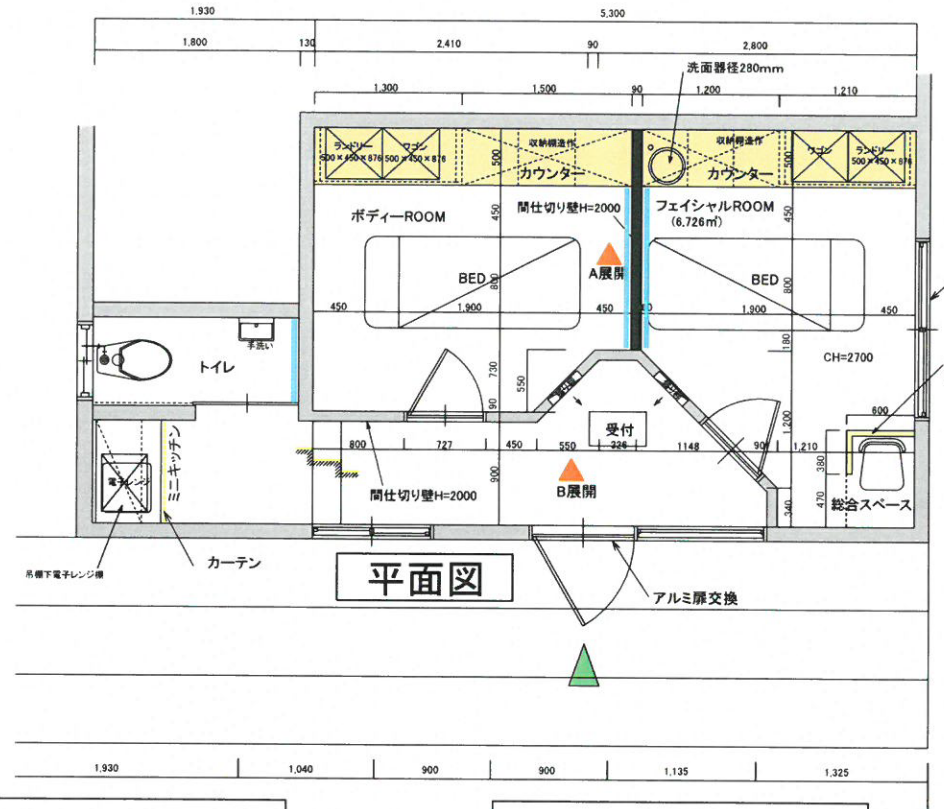 1,930
5,300
1,800
130
2,410
90
2,800
洗面器径280mm
1,300
1,500
90
1,200
1,210
ランドリー
500×450×876
ワゴン
500×450×876
500
収納棚造作
カウンター
収納棚造作
カウンター
500
ワゴン
ランドリー
500×450×876
ボディーROOM
450
間仕切り壁H=2000
フェイシャルROOM
(6.726㎡)
450
BED
800
A展開
BED
800
450
1,900
450
1,900
450
手洗い
トイレ
730
550
180
CH=2700
90
受付
1,200
600
800
727
450
550
226
1148
90
1,210
380
ミニキッチン
電子レンジ
900
B展開
間仕切り壁H=2000
340
470
総合スペース
吊棚下電子レンジ棚
カーテン
平面図
アルミ扉交換
1,930
1,040
900
900
1,135
1,325